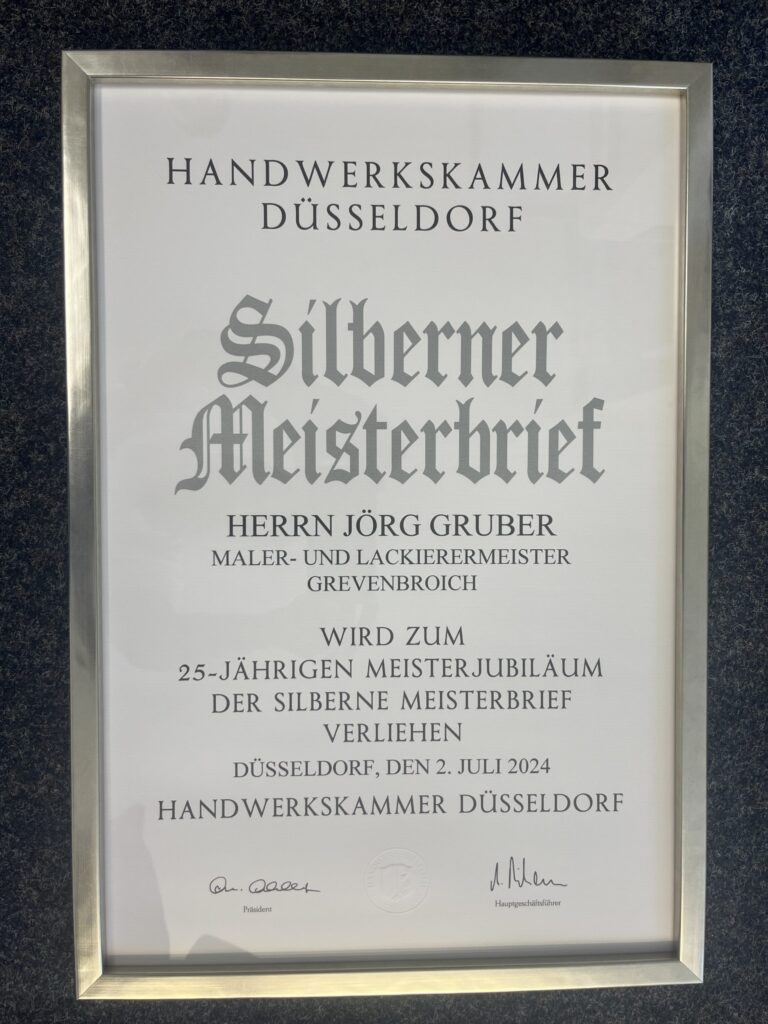 HANDWERKSKAMMER
DÜSSELDORF
Silberner
Meisterbrief
HERRN JÖRG GRUBER
MALER- UND LACKIERERMEISTER
GREVENBROICH
WIRD ZUM
25-JÄHRIGEN MEISTERJUBILÄUM
DER SILBERNE MEISTERBRIEF
VERLIEHEN
DÜSSELDORF, DEN 2. JULI 2024
HANDWERKSKAMMER DÜSSELDORF
Präsident
Hauptgeschäftsführer